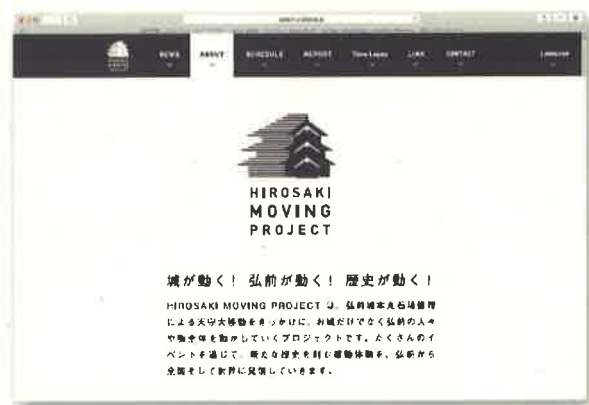 NEWS ABOUT SCHEDULE REPORT Time Lapse LINK CONTACT Language
HIROSAKI
MOVING
PROJECT
城が動く! 弘前が動く! 歴史が動く!
HIROSAKI MOVING PROJECT は、弘前城本丸石垣修理
による天守大移動をきっかけに、お城だけでなく弘前の人々
や街全体を動かしていくプロジェクトです。たくさんのイ
ベントを通じて、新たな歴史を刻む感動体験を、弘前から
全国そして世界に発信していきます。